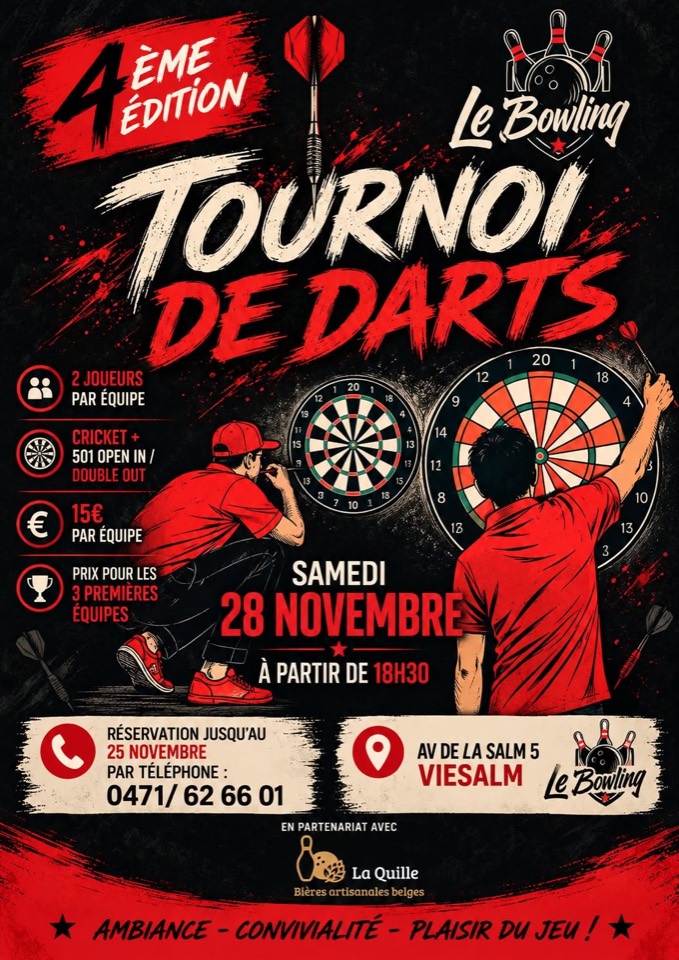 4ÈME
ÉDITION
Le Bowling
TOURNOI
DE DARTS
2 JOUEURS
PAR ÉQUIPE
CRICKET +
501 OPEN IN /
DOUBLE OUT
15€
PAR ÉQUIPE
PRIX POUR LES
3 PREMIÈRES
ÉQUIPES
SAMEDI
28 NOVEMBRE
À PARTIR DE 18H30
RÉSERVATION JUSQU'AU
25 NOVEMBRE
PAR TÉLÉPHONE :
0471/ 62 66 01
AV DE LA SALM 5
VIESALM
Le Bowling
EN PARTENARIAT AVEC
La Quille
Bières artisanales belges
AMBIANCE - CONVIVIALITÉ - PLAISIR DU JEU !